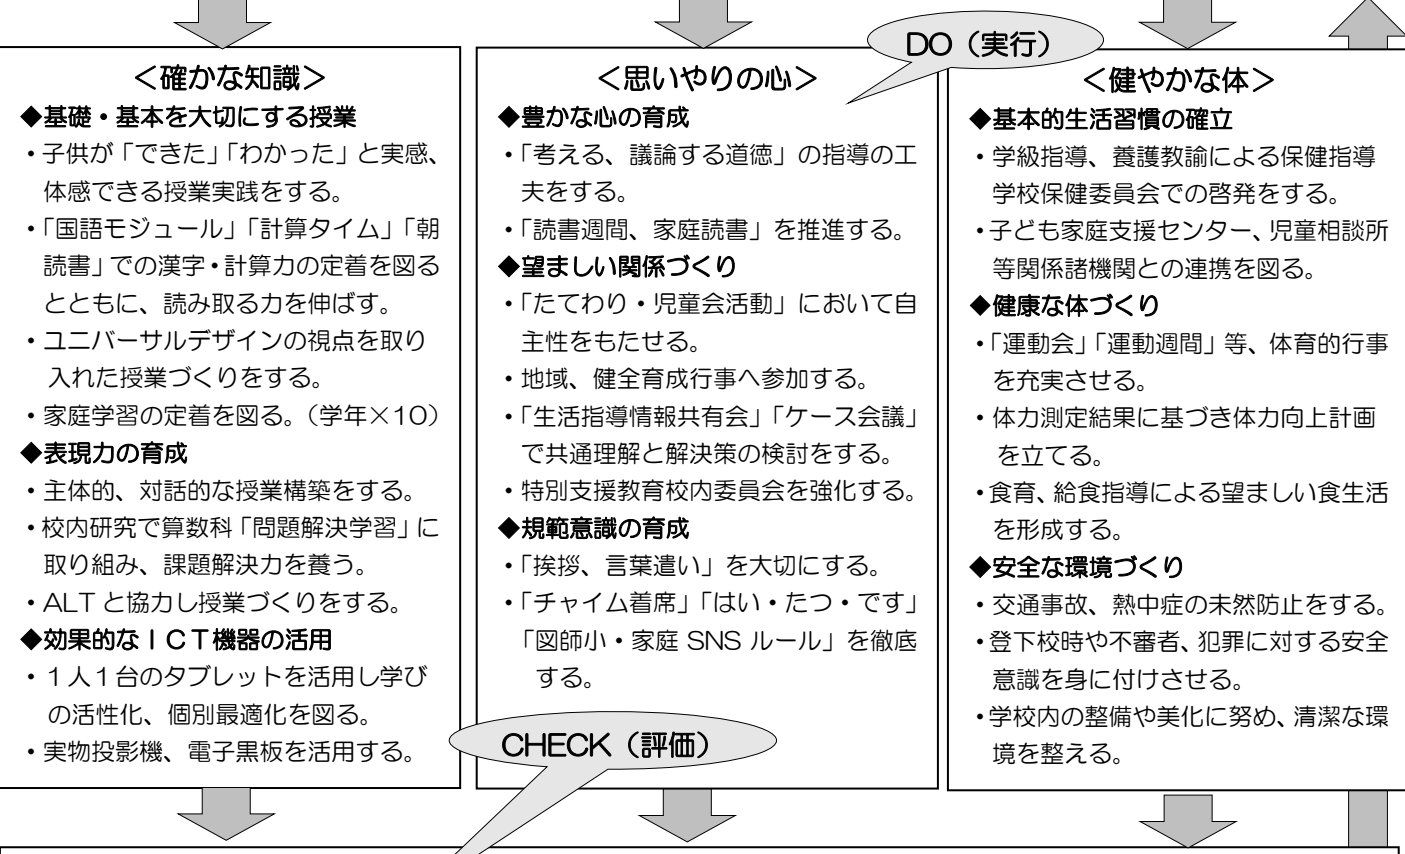 DO（実行）
＜確かな知識＞
◆基礎・基本を大切にする授業
・子供が「できた」「わかった」と実感、
体感できる授業実践をする。
・「国語モジュール」「計算タイム」「朝
読書」での漢字・計算力の定着を図る
とともに、読み取る力を伸ばす。
・ユニバーサルデザインの視点を取り
入れた授業づくりをする。
・家庭学習の定着を図る。（学年×10）
◆表現力の育成
・主体的、対話的な授業構築をする。
・校内研究で算数科「問題解決学習」に
取り組み、課題解決力を養う。
・ALTと協力し授業づくりをする。
◆効果的なＩＣＴ機器の活用
・１人１台のタブレットを活用し学び
の活性化、個別最適化を図る。
・実物投影機、電子黒板を活用する。
＜思いやりの心＞
◆豊かな心の育成
・「考える、議論する道徳」の指導の工
夫をする。
・「読書週間、家庭読書」を推進する。
◆望ましい関係づくり
・「たてわり・児童会活動」において自
主性をもたせる。
・地域、健全育成行事へ参加する。
・「生活指導情報共有会」「ケース会議」
で共通理解と解決策の検討をする。
・特別支援教育校内委員会を強化する。
◆規範意識の育成
・「挨拶、言葉遣い」を大切にする。
・「チャイム着席」「はい・たつ・です」
「図師小・家庭 SNS ルール」を徹底
する。
＜健やかな体＞
◆基本的生活習慣の確立
・学級指導、養護教諭による保健指導
学校保健委員会での啓発をする。
・子ども家庭支援センター、児童相談所
等関係諸機関との連携を図る。
◆健康な体づくり
・「運動会」「運動週間」等、体育的行事
を充実させる。
・体力測定結果に基づき体力向上計画
を立てる。
・食育、給食指導による望ましい食生活
を形成する。
◆安全な環境づくり
・交通事故、熱中症の未然防止をする。
・登下校時や不審者、犯罪に対する安全
意識を身に付けさせる。
・学校内の整備や美化に努め、清潔な環
境を整える。
CHECK（評価）